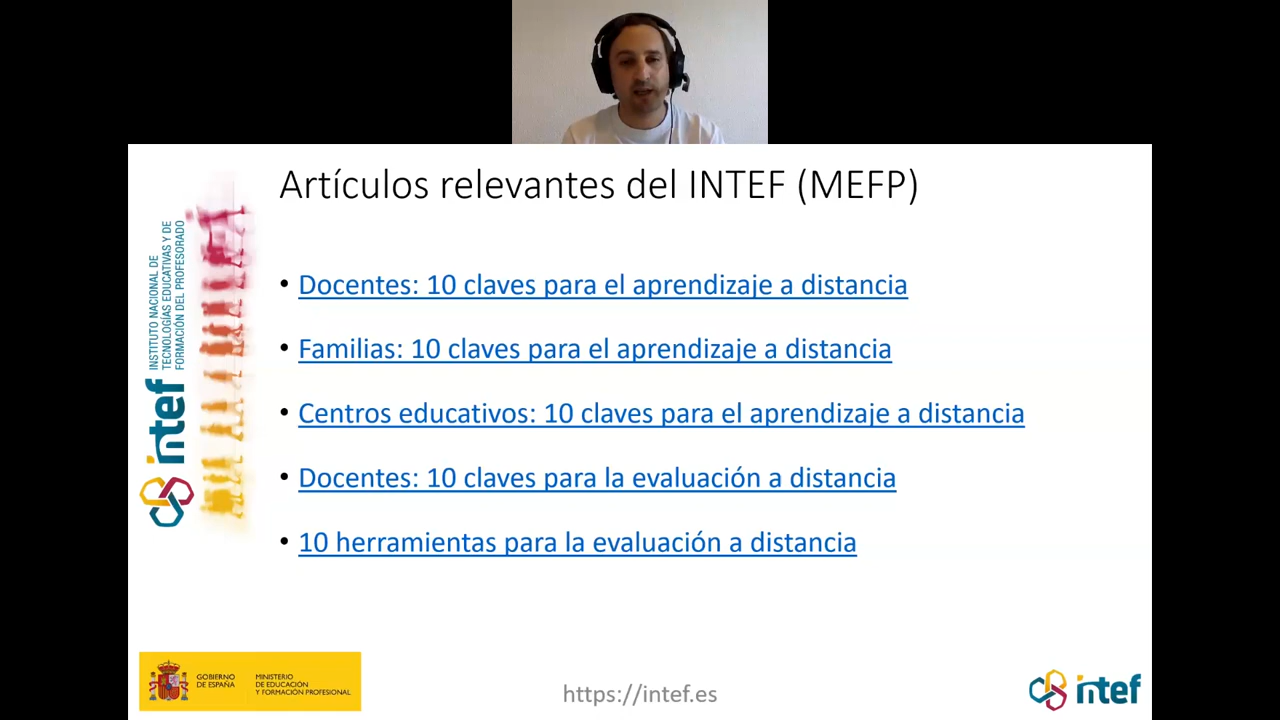 Artículos relevantes del INTEF (MEFP)
INSTITUTO NACIONAL DE
TECNOLOGÍAS EDUCATIVAS Y DE
FORMACIÓN DEL PROFESORADO
intef
• Docentes: 10 claves para el aprendizaje a distancia
• Familias: 10 claves para el aprendizaje a distancia
• Centros educativos: 10 claves para el aprendizaje a distancia
• Docentes: 10 claves para la evaluación a distancia
• 10 herramientas para la evaluación a distancia
GOBIERNO
DE ESPAÑA
MINISTERIO
DE EDUCACIÓN
Y FORMACIÓN PROFESIONAL
https://intef.es
intef